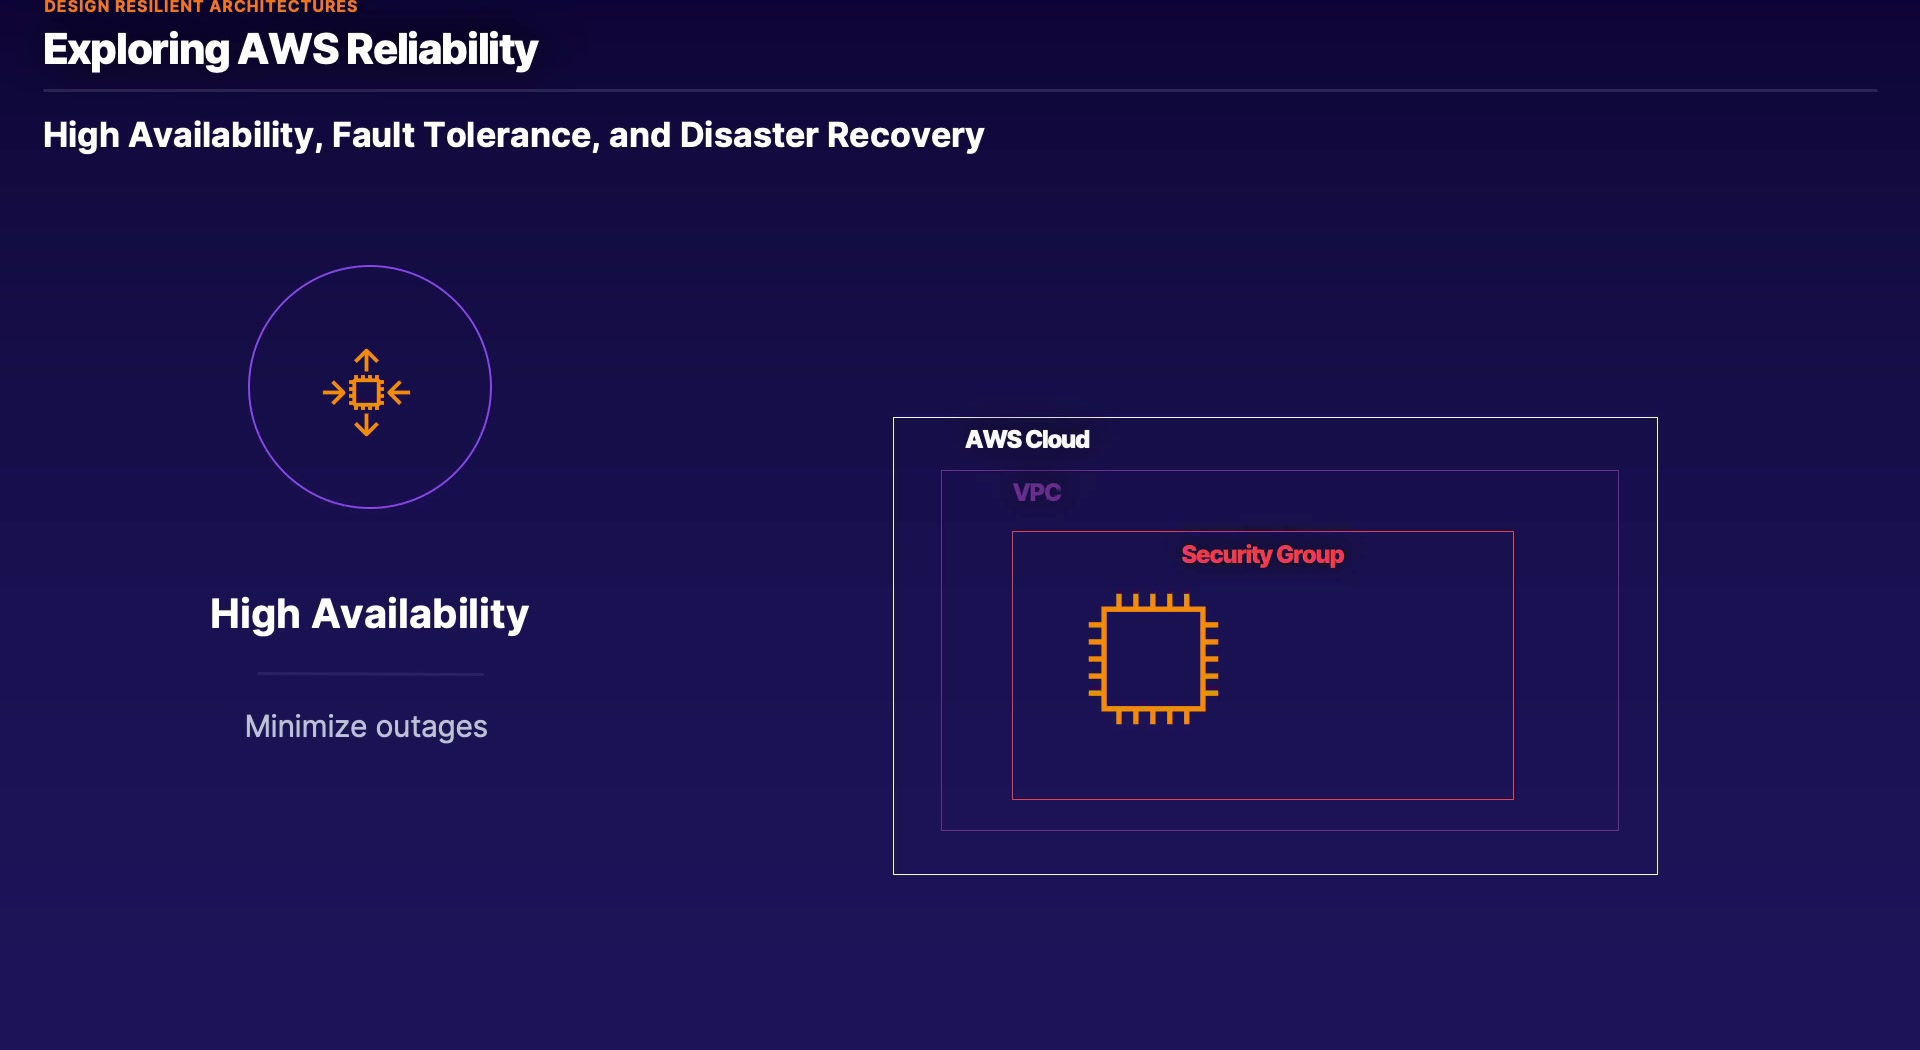 DESIGN RESILIENT ARCHITECTURES
Exploring AWS Reliability
High Availability, Fault Tolerance, and Disaster Recovery
High Availability
Minimize outages
AWS Cloud
VPC
Security Group